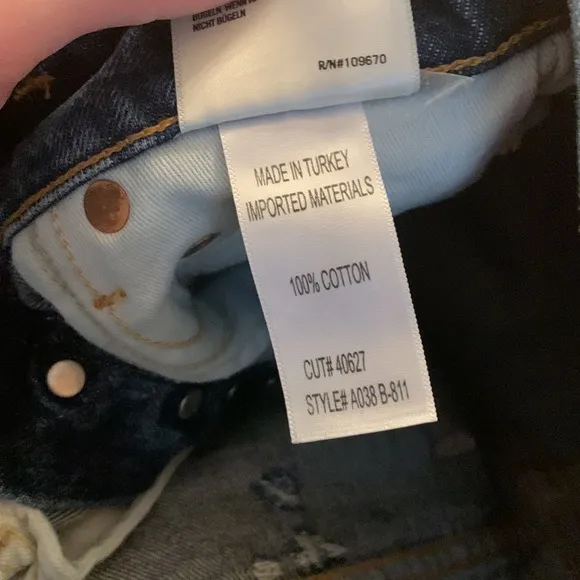 NICHT BÜGELN
R/N#109670
MADE IN TURKEY
IMPORTED MATERIALS
100% COTTON
CUT# 40627
STYLE# A038 B-811